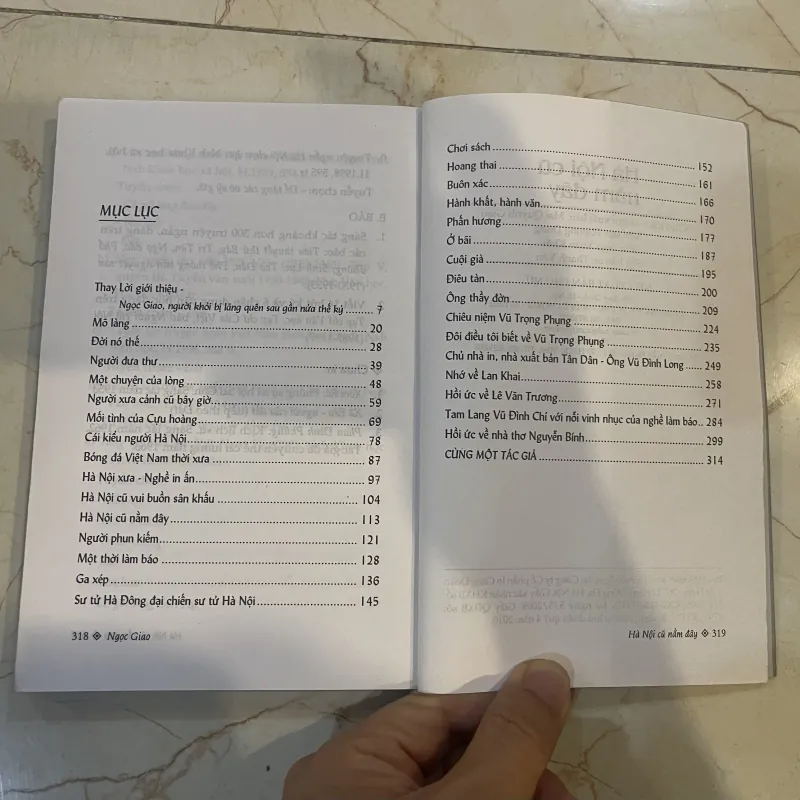 MỤC LỤC
Thay Lời giới thiệu -
Ngọc Giao, người khỏi bị lãng quên sau gần nửa thế kỷ 7
Mõ làng 20
Đời nó thế 28
Người đưa thư 39
Một chuyện của lòng 48
Người xưa cảnh cũ bây giờ 59
Mối tình của Cựu hoàng 69
Cái kiểu người Hà Nội 78
Bóng đá Việt Nam thời xưa 87
Hà Nội xưa - Nghề in ấn 97
Hà Nội cũ vui buồn sân khấu 104
Hà Nội cũ nằm đây 113
Người phun kiếm 121
Một thời làm báo 128
Ga xép 136
Sư tử Hà Đông đại chiến sư tử Hà Nội 145
318 ◈ Ngọc Giao
Chơi sách 152
Hoang thai 161
Buôn xác 166
Hành khất, hành văn 170
Phấn hương 177
Ở bãi 187
Cuội già 195
Điêu tàn 200
Ông thầy đờn 209
Chiêu niệm Vũ Trọng Phụng 224
Đôi điều tôi biết về Vũ Trọng Phụng 235
Chủ nhà in, nhà xuất bản Tân Dân - Ông Vũ Đình Long 249
Nhớ về Lan Khai 258
Hồi ức về Lê Văn Trương 271
Tam Lang Vũ Đình Chí với nỗi vinh nhục của nghề làm báo.. 284
Hồi ức về nhà thơ Nguyễn Bính 299
CÙNG MỘT TÁC GIẢ 314
Hà Nội cũ nằm đây ◈ 319